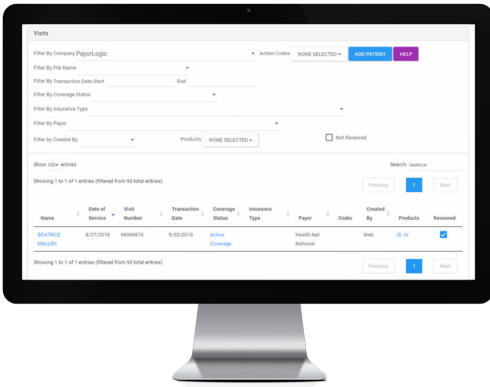 Visits
Filter By Company PayorLogic Action Codes NONE SELECTED ADD PATIENT HELP
Filter By File Name
Filter By Transaction Date Start End
Filter By Coverage Status
Filter By Insurance Type
Filter By Payor
Filter by Created By Products NONE SELECTED Not Reviewed
Show 100 entries Search: beatrice
Showing 1 to 1 of 1 entries (filtered from 93 total entries)
Previous 1 Next
Name Date of Service Visit Number Transaction Date Coverage Status Insurance Type Payor Codes Created By Products Reviewed
BEATRICE 8/27/2018 98989876 9/20/2018 Active Health Net Web ID IV
MALLEK Coverage National
Showing 1 to 1 of 1 entries (filtered from 93 total entries)
Previous 1 Next